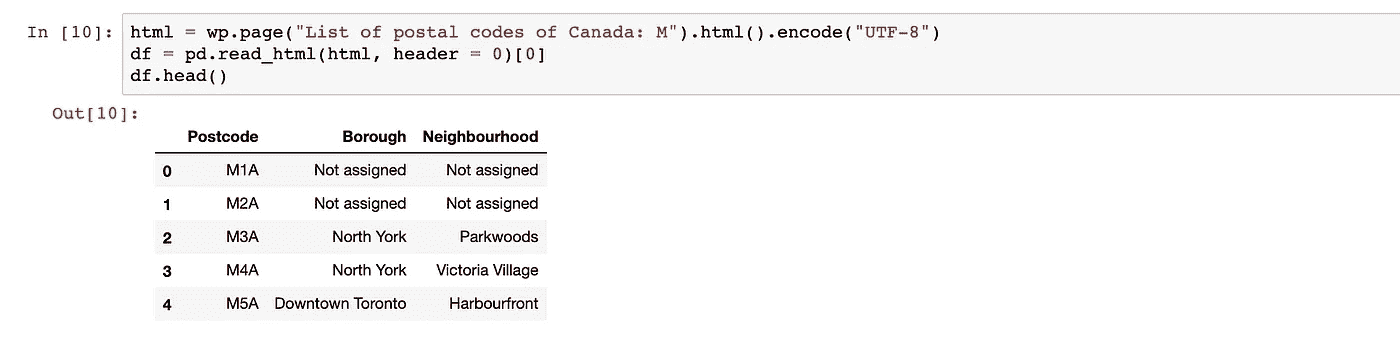 In [10]: html = wp.page("List of postal codes of Canada: M").html().encode("UTF-8")
df = pd.read_html(html, header = 0)[0]
df.head()
Out[10]:
Postcode Borough Neighbourhood
0 M1A Not assigned Not assigned
1 M2A Not assigned Not assigned
2 M3A North York Parkwoods
3 M4A North York Victoria Village
4 M5A Downtown Toronto Harbourfront